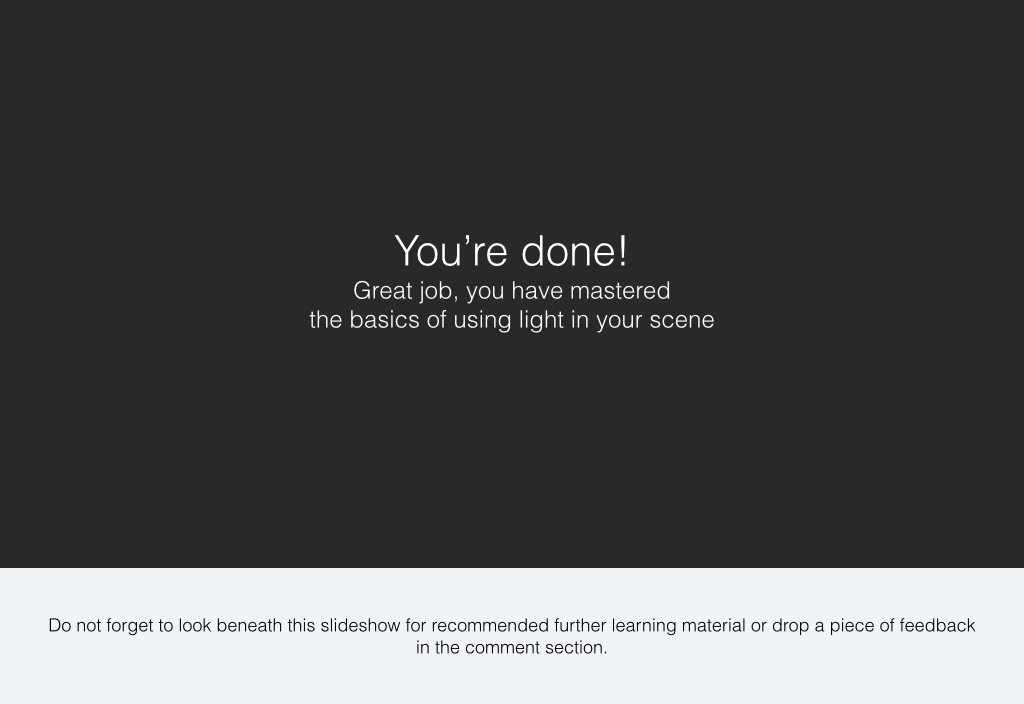 You’re done!
Great job, you have mastered
the basics of using light in your scene
Do not forget to look beneath this slideshow for recommended further learning material or drop a piece of feedback
in the comment section.